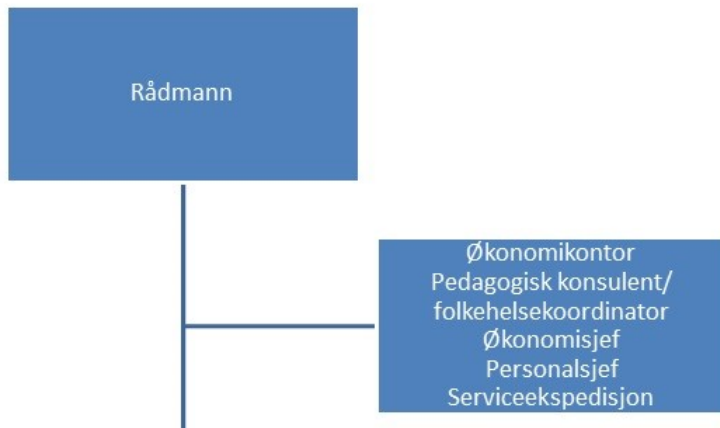 Rådmann
Økonomikontor
Pedagogisk konsulent/
folkehelsekoordinator
Økonomisjef
Personalsjef
Serviceekspedisjon